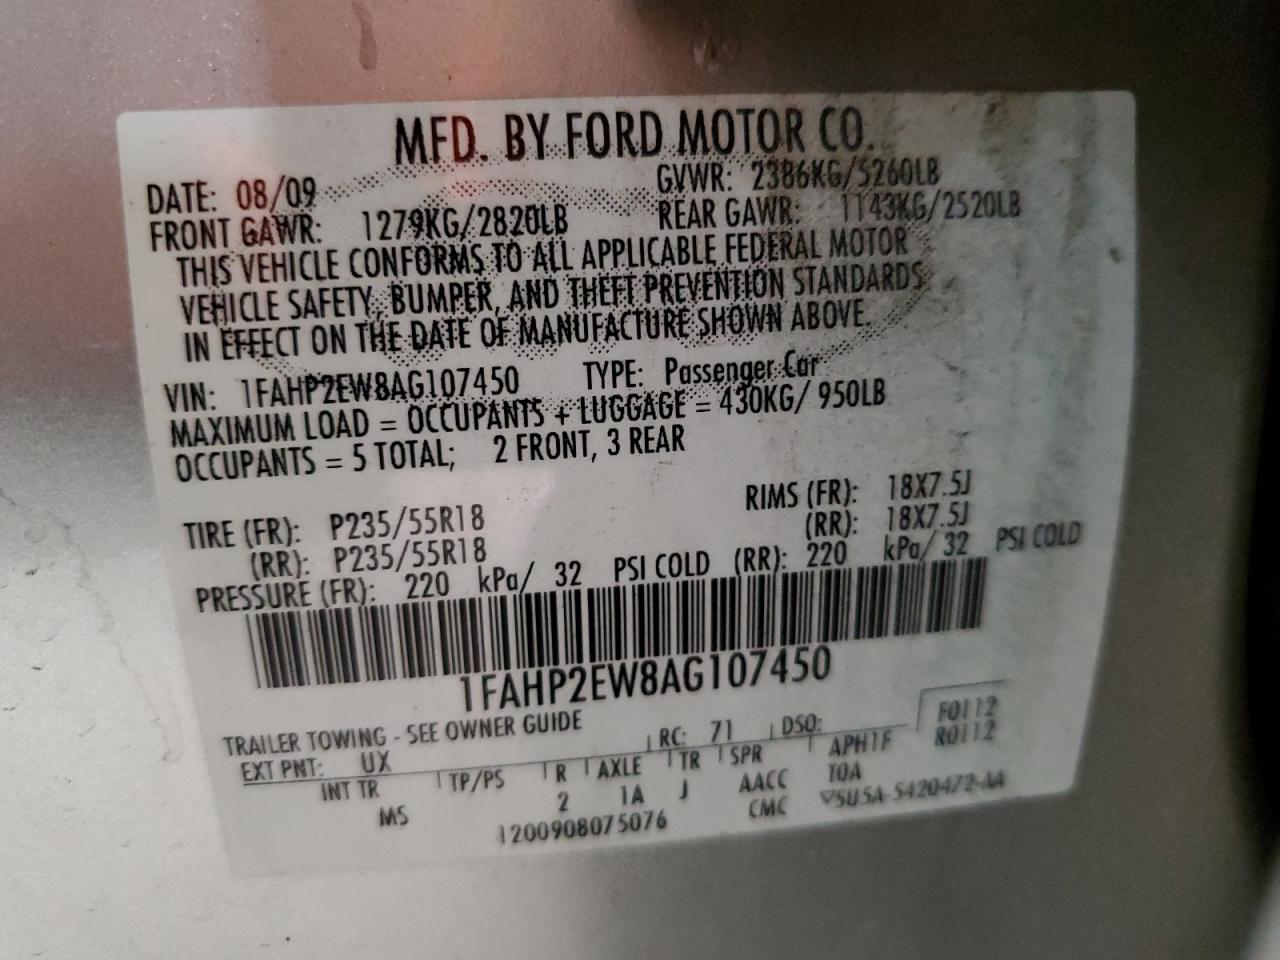 MFD. BY FORD MOTOR CO.
DATE: 08/09 GVWR: 2386KG/5260LB
FRONT GAWR: 1279KG/2820LB REAR GAWR: 1143KG/2520LB
THIS VEHICLE CONFORMS TO ALL APPLICABLE FEDERAL MOTOR
VEHICLE SAFETY, BUMPER, AND THEFT PREVENTION STANDARDS
IN EFFECT ON THE DATE OF MANUFACTURE SHOWN ABOVE.
VIN: 1FAHP2EW8AG107450 TYPE: Passenger Car
MAXIMUM LOAD = OCCUPANTS + LUGGAGE = 430KG/ 950LB
OCCUPANTS = 5 TOTAL; 2 FRONT, 3 REAR
TIRE (FR): P235/55R18 RIMS (FR): 18X7.5J
(RR): P235/55R18 (RR): 18X7.5J
PRESSURE (FR): 220 kPa/ 32 PSI COLD (RR): 220 kPa/ 32 PSI COLD
1FAHP2EW8AG107450
TRAILER TOWING - SEE OWNER GUIDE
EXT PNT: UX RC: 71 DSO: F0112
R0112
INT TR TP/PS R AXLE TR SPR APH1F
MS 2 1A J AACC T0A
1200908075076 CMC ▽5U5A-5420472-AA